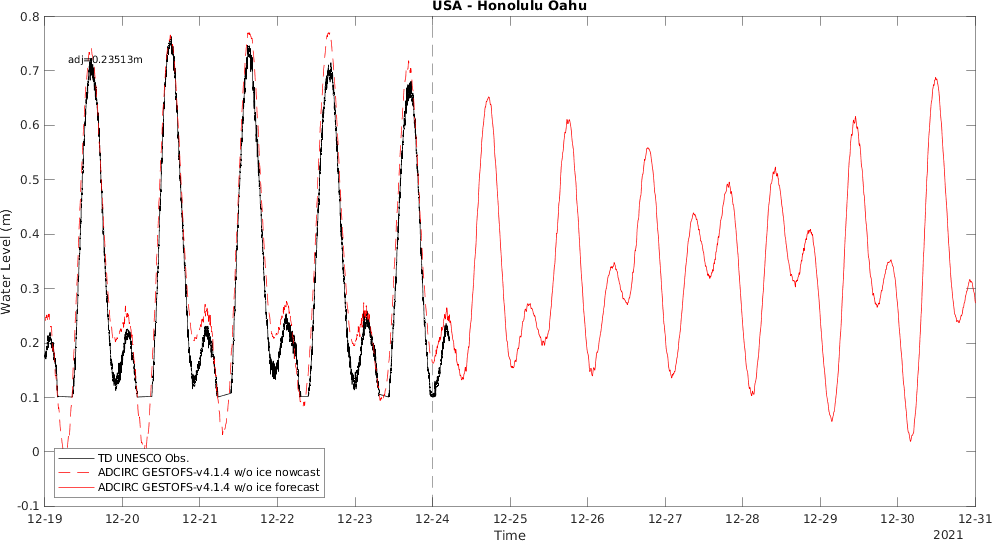 USA - Honolulu Oahu
0.8
adj=0.23513m
0.7
0.6
0.5
0.4
Water Level (m)
0.3
0.2
0.1
0
-0.1
TD UNESCO Obs.
ADCIRC GESTOFS-v4.1.4 w/o ice nowcast
ADCIRC GESTOFS-v4.1.4 w/o ice forecast
12-19 12-20 12-21 12-22 12-23 12-24 12-25 12-26 12-27 12-28 12-29 12-30 12-31
Time
2021